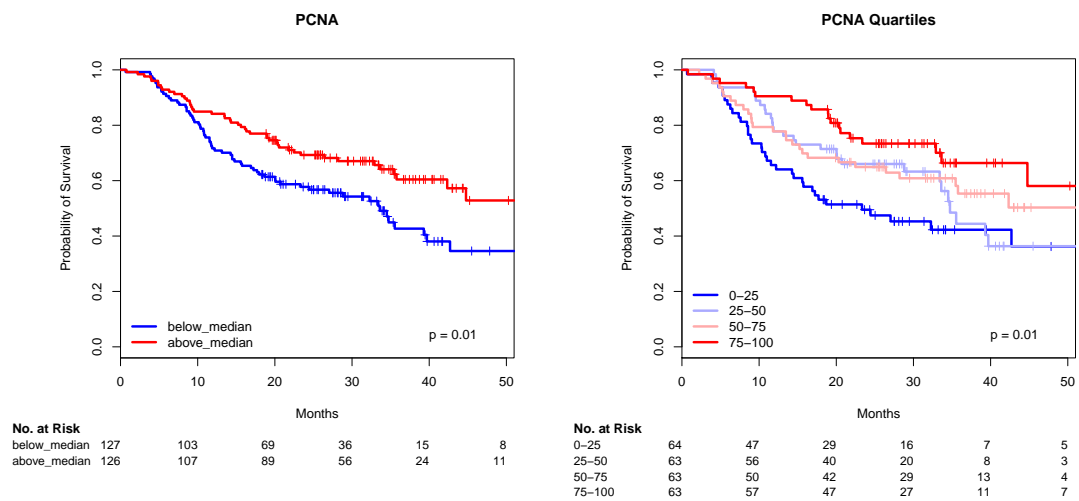 PCNA
1.0
0.8
0.6
0.4
0.2
0.0
Probability of Survival
below_median
above_median
p = 0.01
0 10 20 30 40 50
Months
No. at Risk
below_median 127 103 69 36 15 8
above_median 126 107 89 56 24 11
PCNA Quartiles
1.0
0.8
0.6
0.4
0.2
0.0
Probability of Survival
0−25
25−50
50−75
75−100
p = 0.01
0 10 20 30 40 50
Months
No. at Risk
0−25 64 47 29 16 7 5
25−50 63 56 40 20 8 3
50−75 63 50 42 29 13 4
75−100 63 57 47 27 11 7